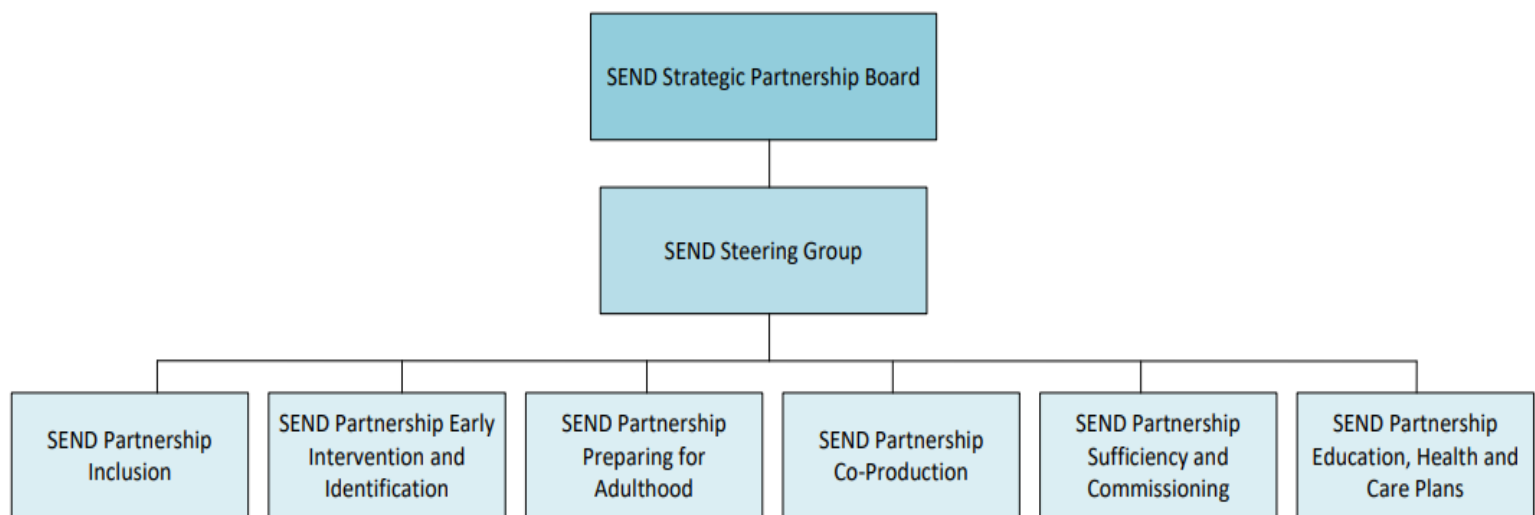 SEND Strategic Partnership Board
SEND Steering Group
SEND Partnership
Inclusion
SEND Partnership Early
Intervention and
Identification
SEND Partnership
Preparing for
Adulthood
SEND Partnership
Co-Production
SEND Partnership
Sufficiency and
Commissioning
SEND Partnership
Education, Health and
Care Plans